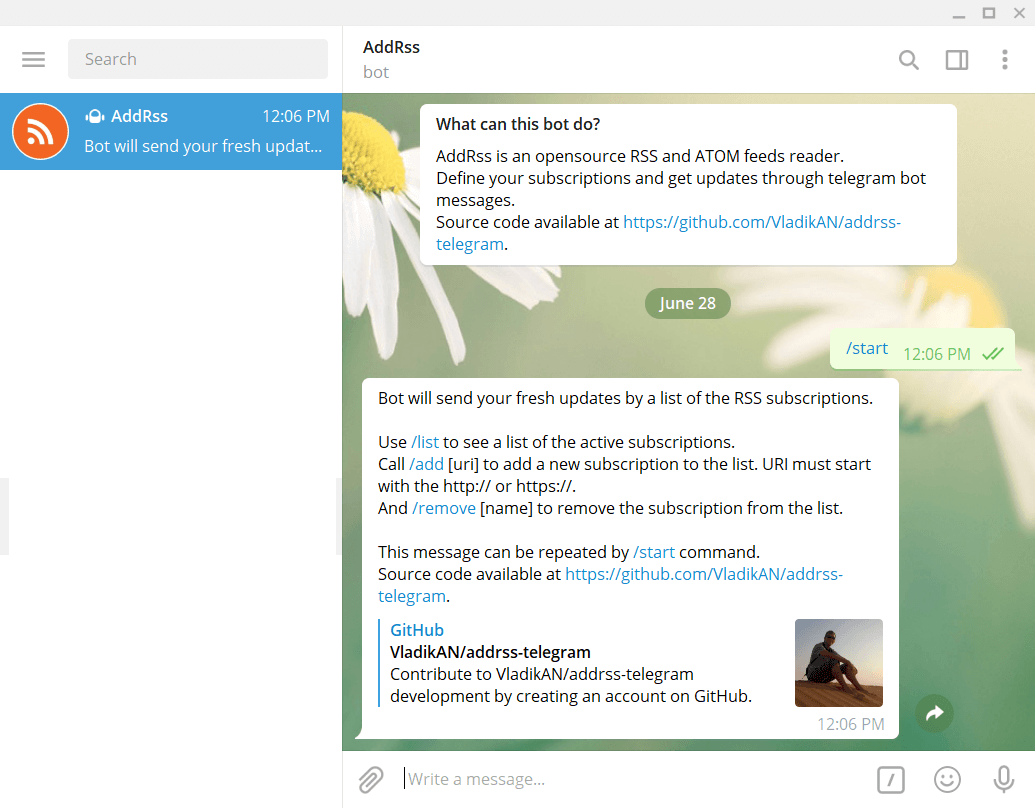 Search
AddRss
12:06 PM
Bot will send your fresh updat...
AddRss
bot
What can this bot do?
AddRss is an opensource RSS and ATOM feeds reader.
Define your subscriptions and get updates through telegram bot
messages.
Source code available at https://github.com/VladikAN/addrss-
telegram.
June 28
/start 12:06 PM
Bot will send your fresh updates by a list of the RSS subscriptions.
Use /list to see a list of the active subscriptions.
Call /add [uri] to add a new subscription to the list. URI must start
with the http:// or https://.
And /remove [name] to remove the subscription from the list.
This message can be repeated by /start command.
Source code available at https://github.com/VladikAN/addrss-
telegram.
GitHub
VladikAN/addrss-telegram
Contribute to VladikAN/addrss-telegram
development by creating an account on GitHub.
12:06 PM
Write a message...